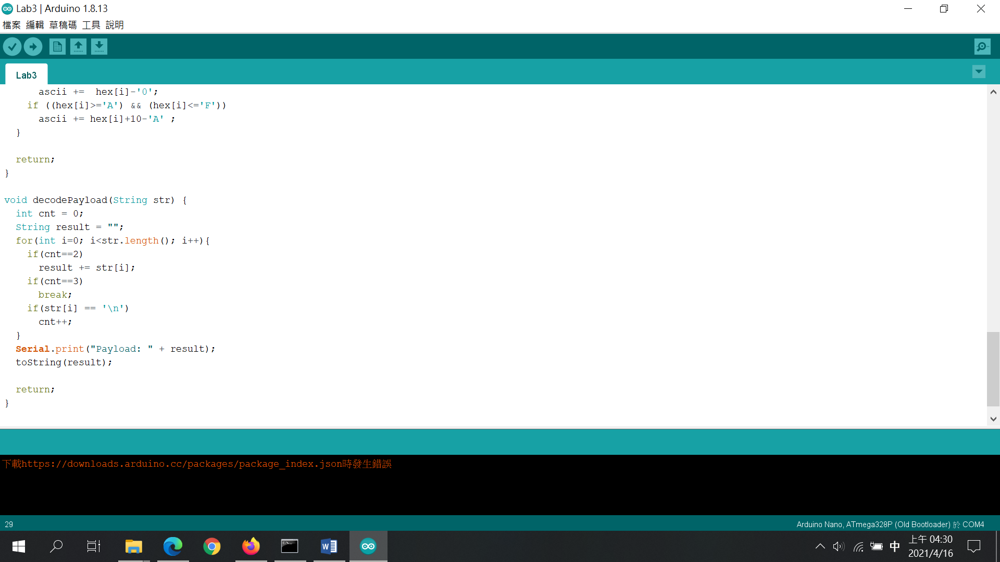 Lab3 | Arduino 1.8.13
檔案 編輯 草稿碼 工具 說明
Lab3
ascii +=  hex[i]-'0';
if ((hex[i]>='A') && (hex[i]<='F'))
ascii += hex[i]+10-'A' ;
}
return;
}
void decodePayload(String str) {
int cnt = 0;
String result = "";
for(int i=0; i<str.length(); i++){
if(cnt==2)
result += str[i];
if(cnt==3)
break;
if(str[i] == '\n')
cnt++;
}
Serial.print("Payload: " + result);
toString(result);
return;
}
下載https://downloads.arduino.cc/packages/package_index.json時發生錯誤
29
Arduino Nano, ATmega328P (Old Bootloader) 於 COM4
中
上午 04:30
2021/4/16